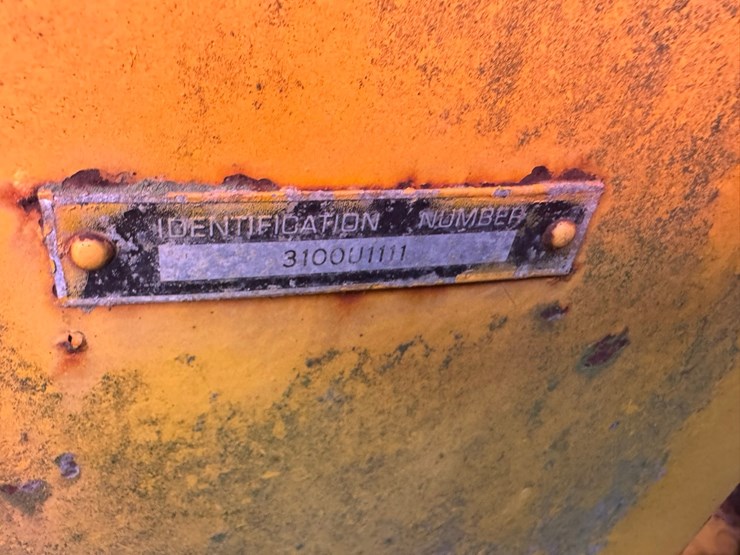 IDENTIFICATION NUMBER
3100U1111